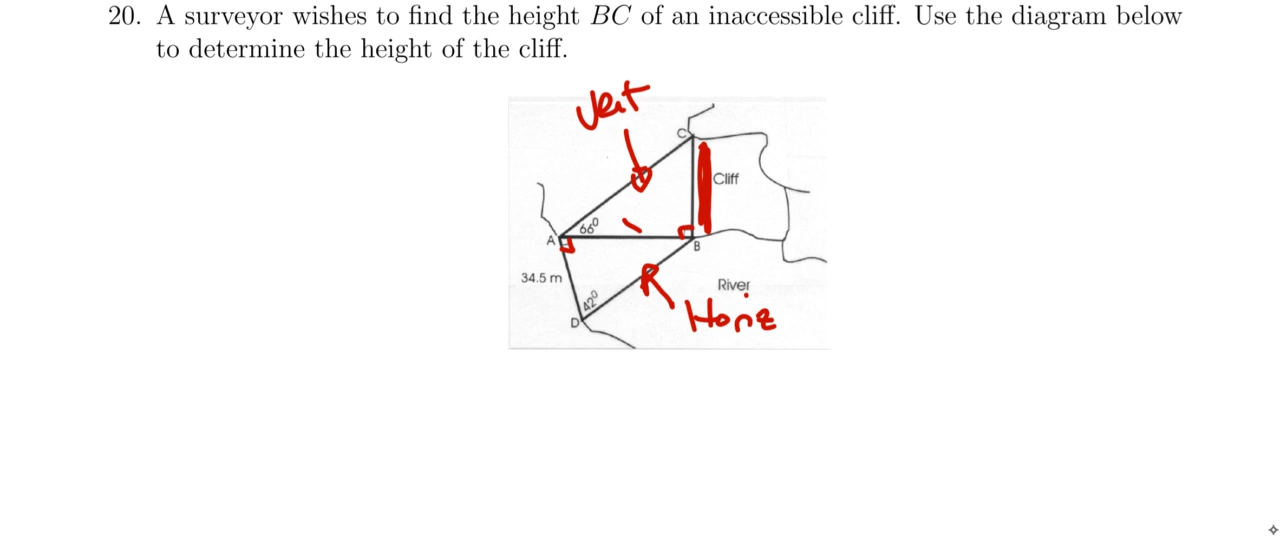 20. A surveyor wishes to find the height BC of an inaccessible cliff. Use the diagram below
to determine the height of the cliff.
Vert
C
Cliff
66°
A
B
34.5 m
River
42°
Horiz
D